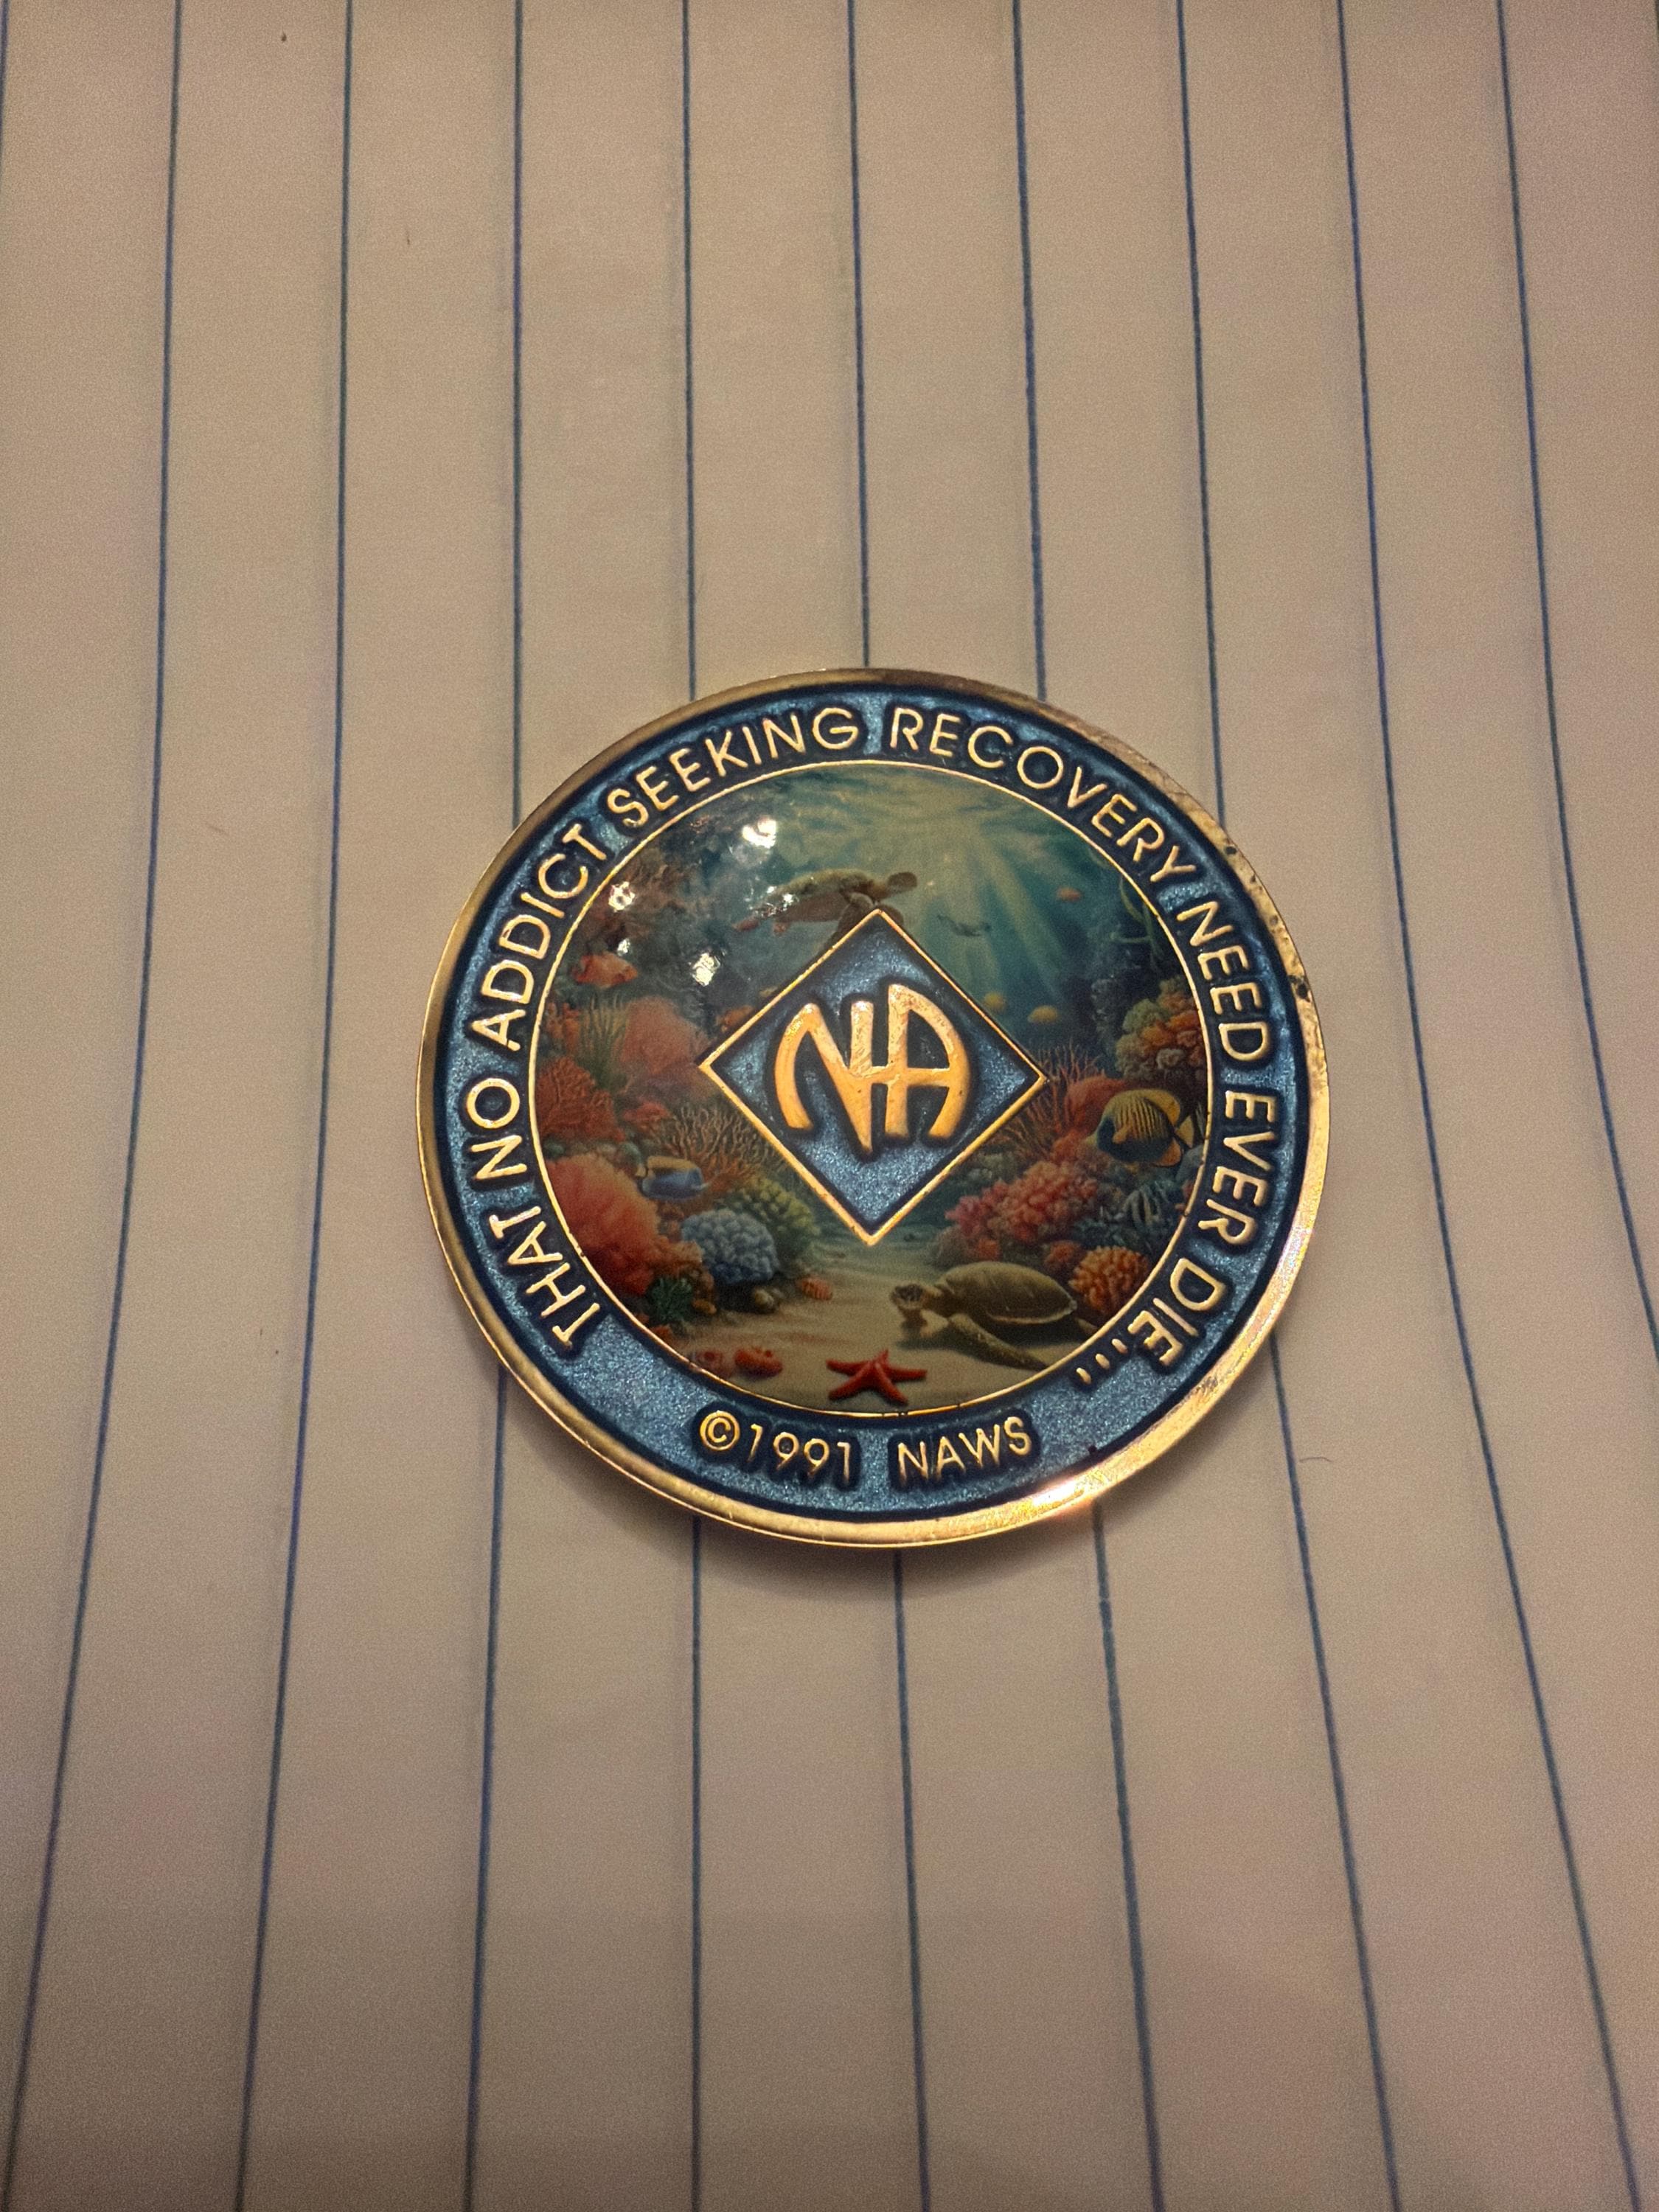 THAT NO ADDICT SEEKING RECOVERY NEED EVER DIE....
NA
©1991 NAWS